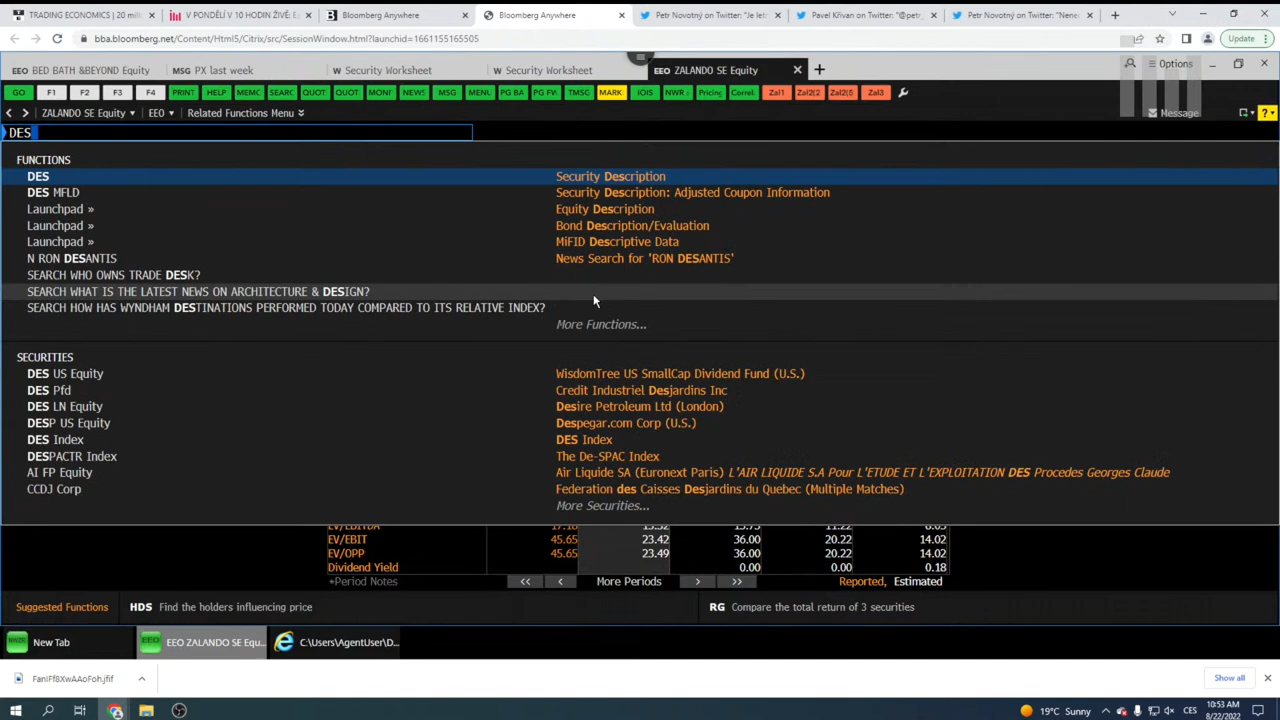 TRADING ECONOMICS | 20 mill
V PONDĚLÍ V 10 HODIN ŽIVĚ: E
Bloomberg Anywhere
Bloomberg Anywhere
Petr Novotný on Twitter: "Je letn
Pavel Křivan on Twitter: "@petr_
Petr Novotný on Twitter: "Nenec
bba.bloomberg.net/Content/Html5/Citrix/src/SessionWindow.html?launchid=1661155165505
Update
EEO BED BATH &BEYOND Equity
MSG PX last week
W Security Worksheet
W Security Worksheet
EEO ZALANDO SE Equity
Options
GO F1 F2 F3 F4 PRINT HELP MEMC SEARC QUOT QUOT MONI NEWS MSG MENU PG BA PG FW TMSG MARK IOIS NWR : Pricing Correl. Zal1 Zal2(2 Zal2(5 Zal3
ZALANDO SE Equity
EEO
Related Functions Menu
Message
DES
FUNCTIONS
DES Security Description
DES MFLD Security Description: Adjusted Coupon Information
Launchpad » Equity Description
Launchpad » Bond Description/Evaluation
Launchpad » MiFID Descriptive Data
N RON DESANTIS News Search for 'RON DESANTIS'
SEARCH WHO OWNS TRADE DESK?
SEARCH WHAT IS THE LATEST NEWS ON ARCHITECTURE & DESIGN?
SEARCH HOW HAS WYNDHAM DESTINATIONS PERFORMED TODAY COMPARED TO ITS RELATIVE INDEX?
More Functions...
SECURITIES
DES US Equity WisdomTree US SmallCap Dividend Fund (U.S.)
DES Pfd Credit Industriel Desjardins Inc
DES LN Equity Desire Petroleum Ltd (London)
DESP US Equity Despegar.com Corp (U.S.)
DES Index DES Index
DESPACTR Index The De-SPAC Index
AI FP Equity Air Liquide SA (Euronext Paris) L'AIR LIQUIDE S.A Pour L'ETUDE ET L'EXPLOITATION DES Procedes Georges Claude
CCDJ Corp Federation des Caisses Desjardins du Quebec (Multiple Matches)
More Securities...
EV/EBIT 45.65 23.42 36.00 20.22 14.02
EV/OPP 45.65 23.49 36.00 20.22 14.02
Dividend Yield 0.00 0.00 0.18
*Period Notes << < More Periods > >> Reported, Estimated
Suggested Functions HDS Find the holders influencing price RG Compare the total return of 3 securities
New Tab
EEO ZALANDO SE Equ...
C:\Users\AgentUser\D...
FanIFf8XwAAoFoh.jfif
Show all
19°C Sunny
CES
10:53 AM
8/22/2022